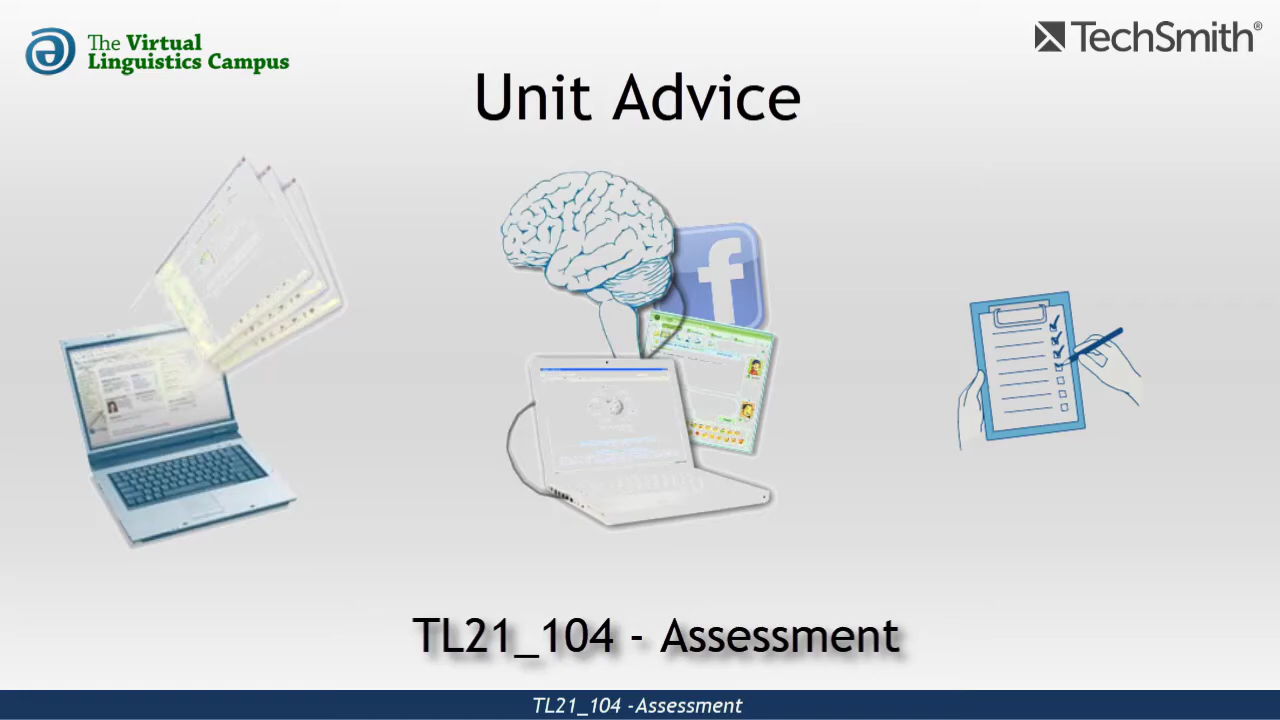 The Virtual
Linguistics Campus
TechSmith®
Unit Advice
f
TL21_104 - Assessment
TL21_104 -Assessment